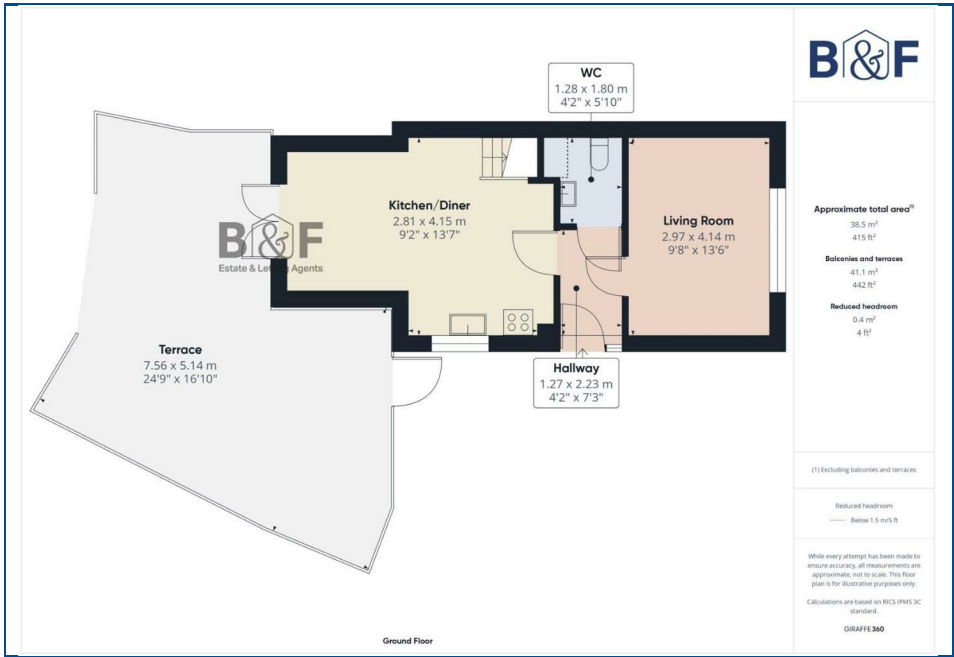 WC
1.28 x 1.80 m
4'2" x 5'10"
Kitchen/Diner
2.81 x 4.15 m
9'2" x 13'7"
Living Room
2.97 x 4.14 m
9'8" x 13'6"
B&F
Estate & Letting Agents
Terrace
7.56 x 5.14 m
24'9" x 16'10"
Hallway
1.27 x 2.23 m
4'2" x 7'3"
Ground Floor
B&F
Approximate total area⁽¹⁾
38.5 m²
415 ft²
Balconies and terraces
41.1 m²
442 ft²
Reduced headroom
0.4 m²
4 ft²
(1) Excluding balconies and terraces
Reduced headroom
Below 1.5 m/5 ft
While every attempt has been made to
ensure accuracy, all measurements are
approximate, not to scale. This floor
plan is for illustrative purposes only.
Calculations are based on RICS IPMS 3C
standard.
GIRAFFE360